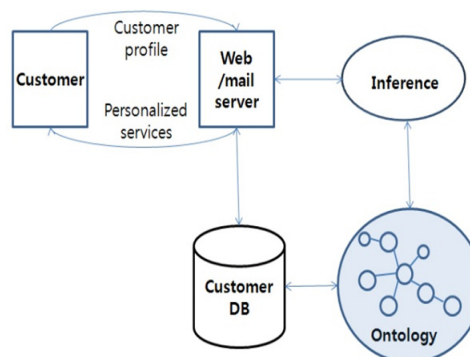 Customer
profile
Customer
Web
/mail
server
Inference
Personalized
services
Customer
DB
Ontology